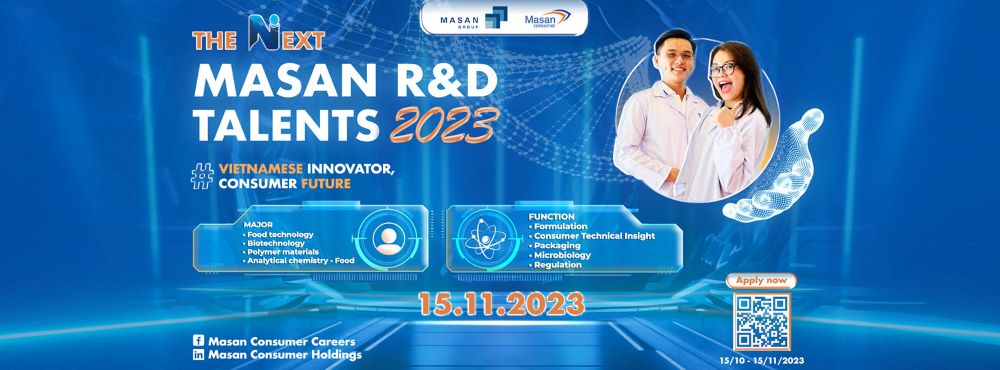 MASAN
GROUP
Masan
consumer
THE NEXT
MASAN R&D
TALENTS 2023
# VIETNAMESE INNOVATOR,
CONSUMER FUTURE
MAJOR
• Food technology
• Biotechnology
• Polymer materials
• Analytical chemistry - Food
FUNCTION
• Formulation
• Consumer Technical Insight
• Packaging
• Microbiology
• Regulation
15.11.2023
Apply now
15/10 - 15/11/2023
Masan Consumer Careers
Masan Consumer Holdings